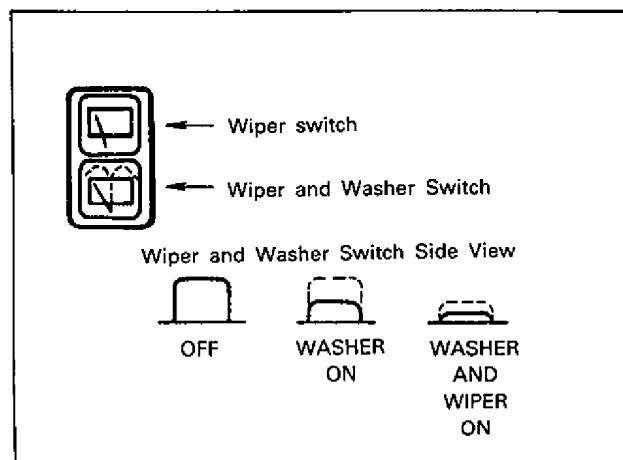 Wiper switch
Wiper and Washer Switch
Wiper and Washer Switch Side View
OFF
WASHER
ON
WASHER
AND
WIPER
ON